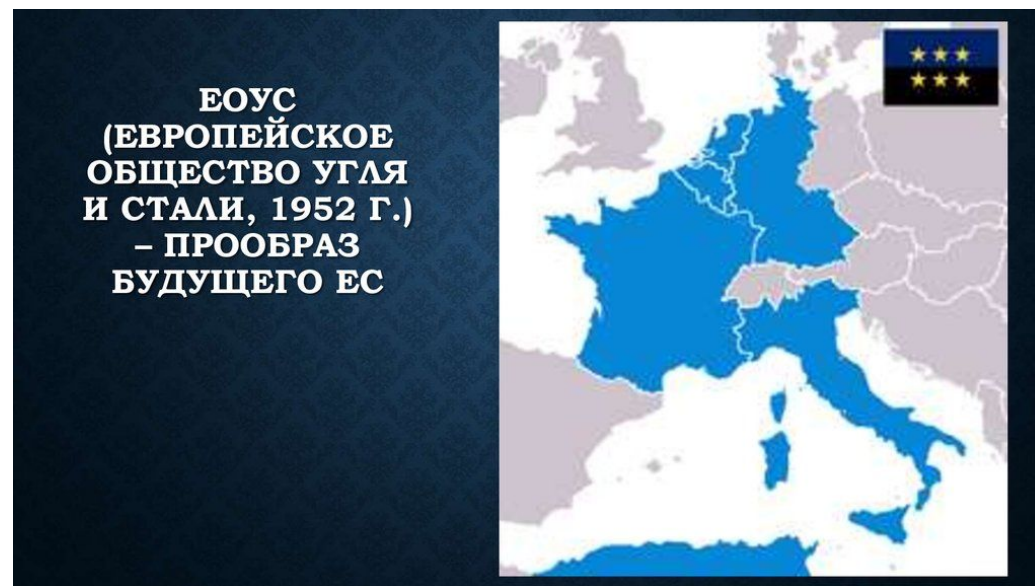 ЕОУС
(ЕВРОПЕЙСКОЕ
ОБЩЕСТВО УГЛЯ
И СТАЛИ, 1952 Г.)
– ПРООБРАЗ
БУДУЩЕГО ЕС